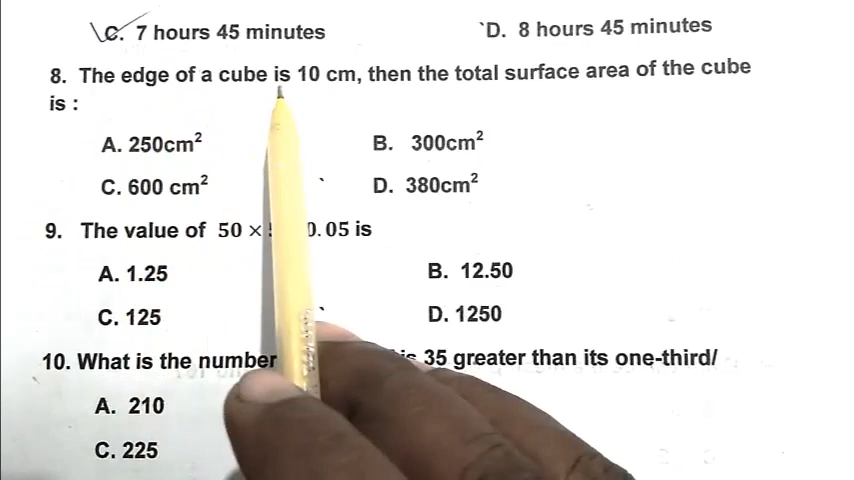 C. 7 hours 45 minutes D. 8 hours 45 minutes
8. The edge of a cube is 10 cm, then the total surface area of the cube
is :
A. 250cm² B. 300cm²
C. 600 cm² D. 380cm²
9. The value of 50 × 0.05 is
A. 1.25 B. 12.50
C. 125 D. 1250
10. What is the number is 35 greater than its one-third/
A. 210
C. 225